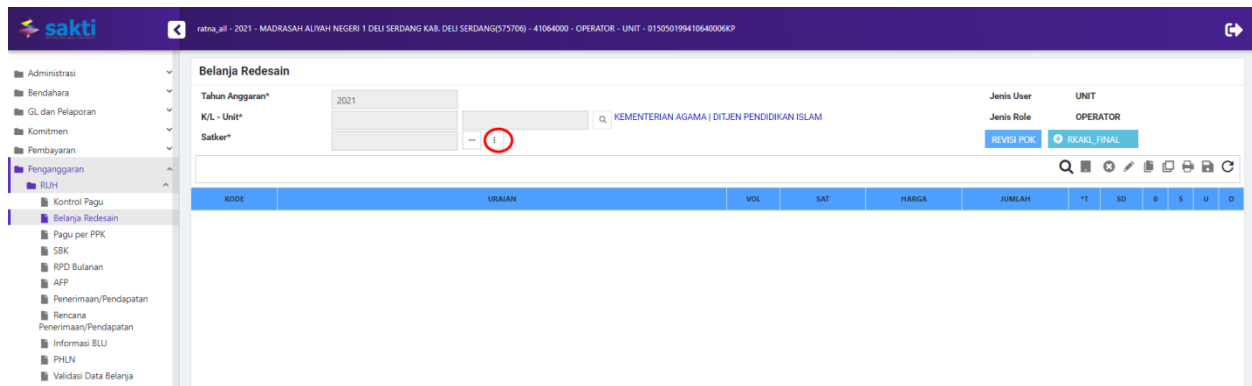 sakti
ratna_all - 2021 - MADRASAH ALIYAH NEGERI 1 DELI SERDANG KAB. DELI SERDANG(575706) - 41064000 - OPERATOR - UNIT - 015050199410640006KP
Administrasi
Bendahara
GL dan Pelaporan
Komitmen
Pembayaran
Penganggaran
RUH
Kontrol Pagu
Belanja Redesain
Pagu per PPK
SBK
RPD Bulanan
AFP
Penerimaan/Pendapatan
Rencana
Penerimaan/Pendapatan
Informasi BLU
PHLN
Validasi Data Belanja
Belanja Redesain
Tahun Anggaran* 2021 Jenis User UNIT
K/L - Unit* KEMENTERIAN AGAMA | DITJEN PENDIDIKAN ISLAM Jenis Role OPERATOR
Satker* ... REVISI POK RKAKL_FINAL
KODE URAIAN VOL SAT HARGA JUMLAH *T SD 0 S U D